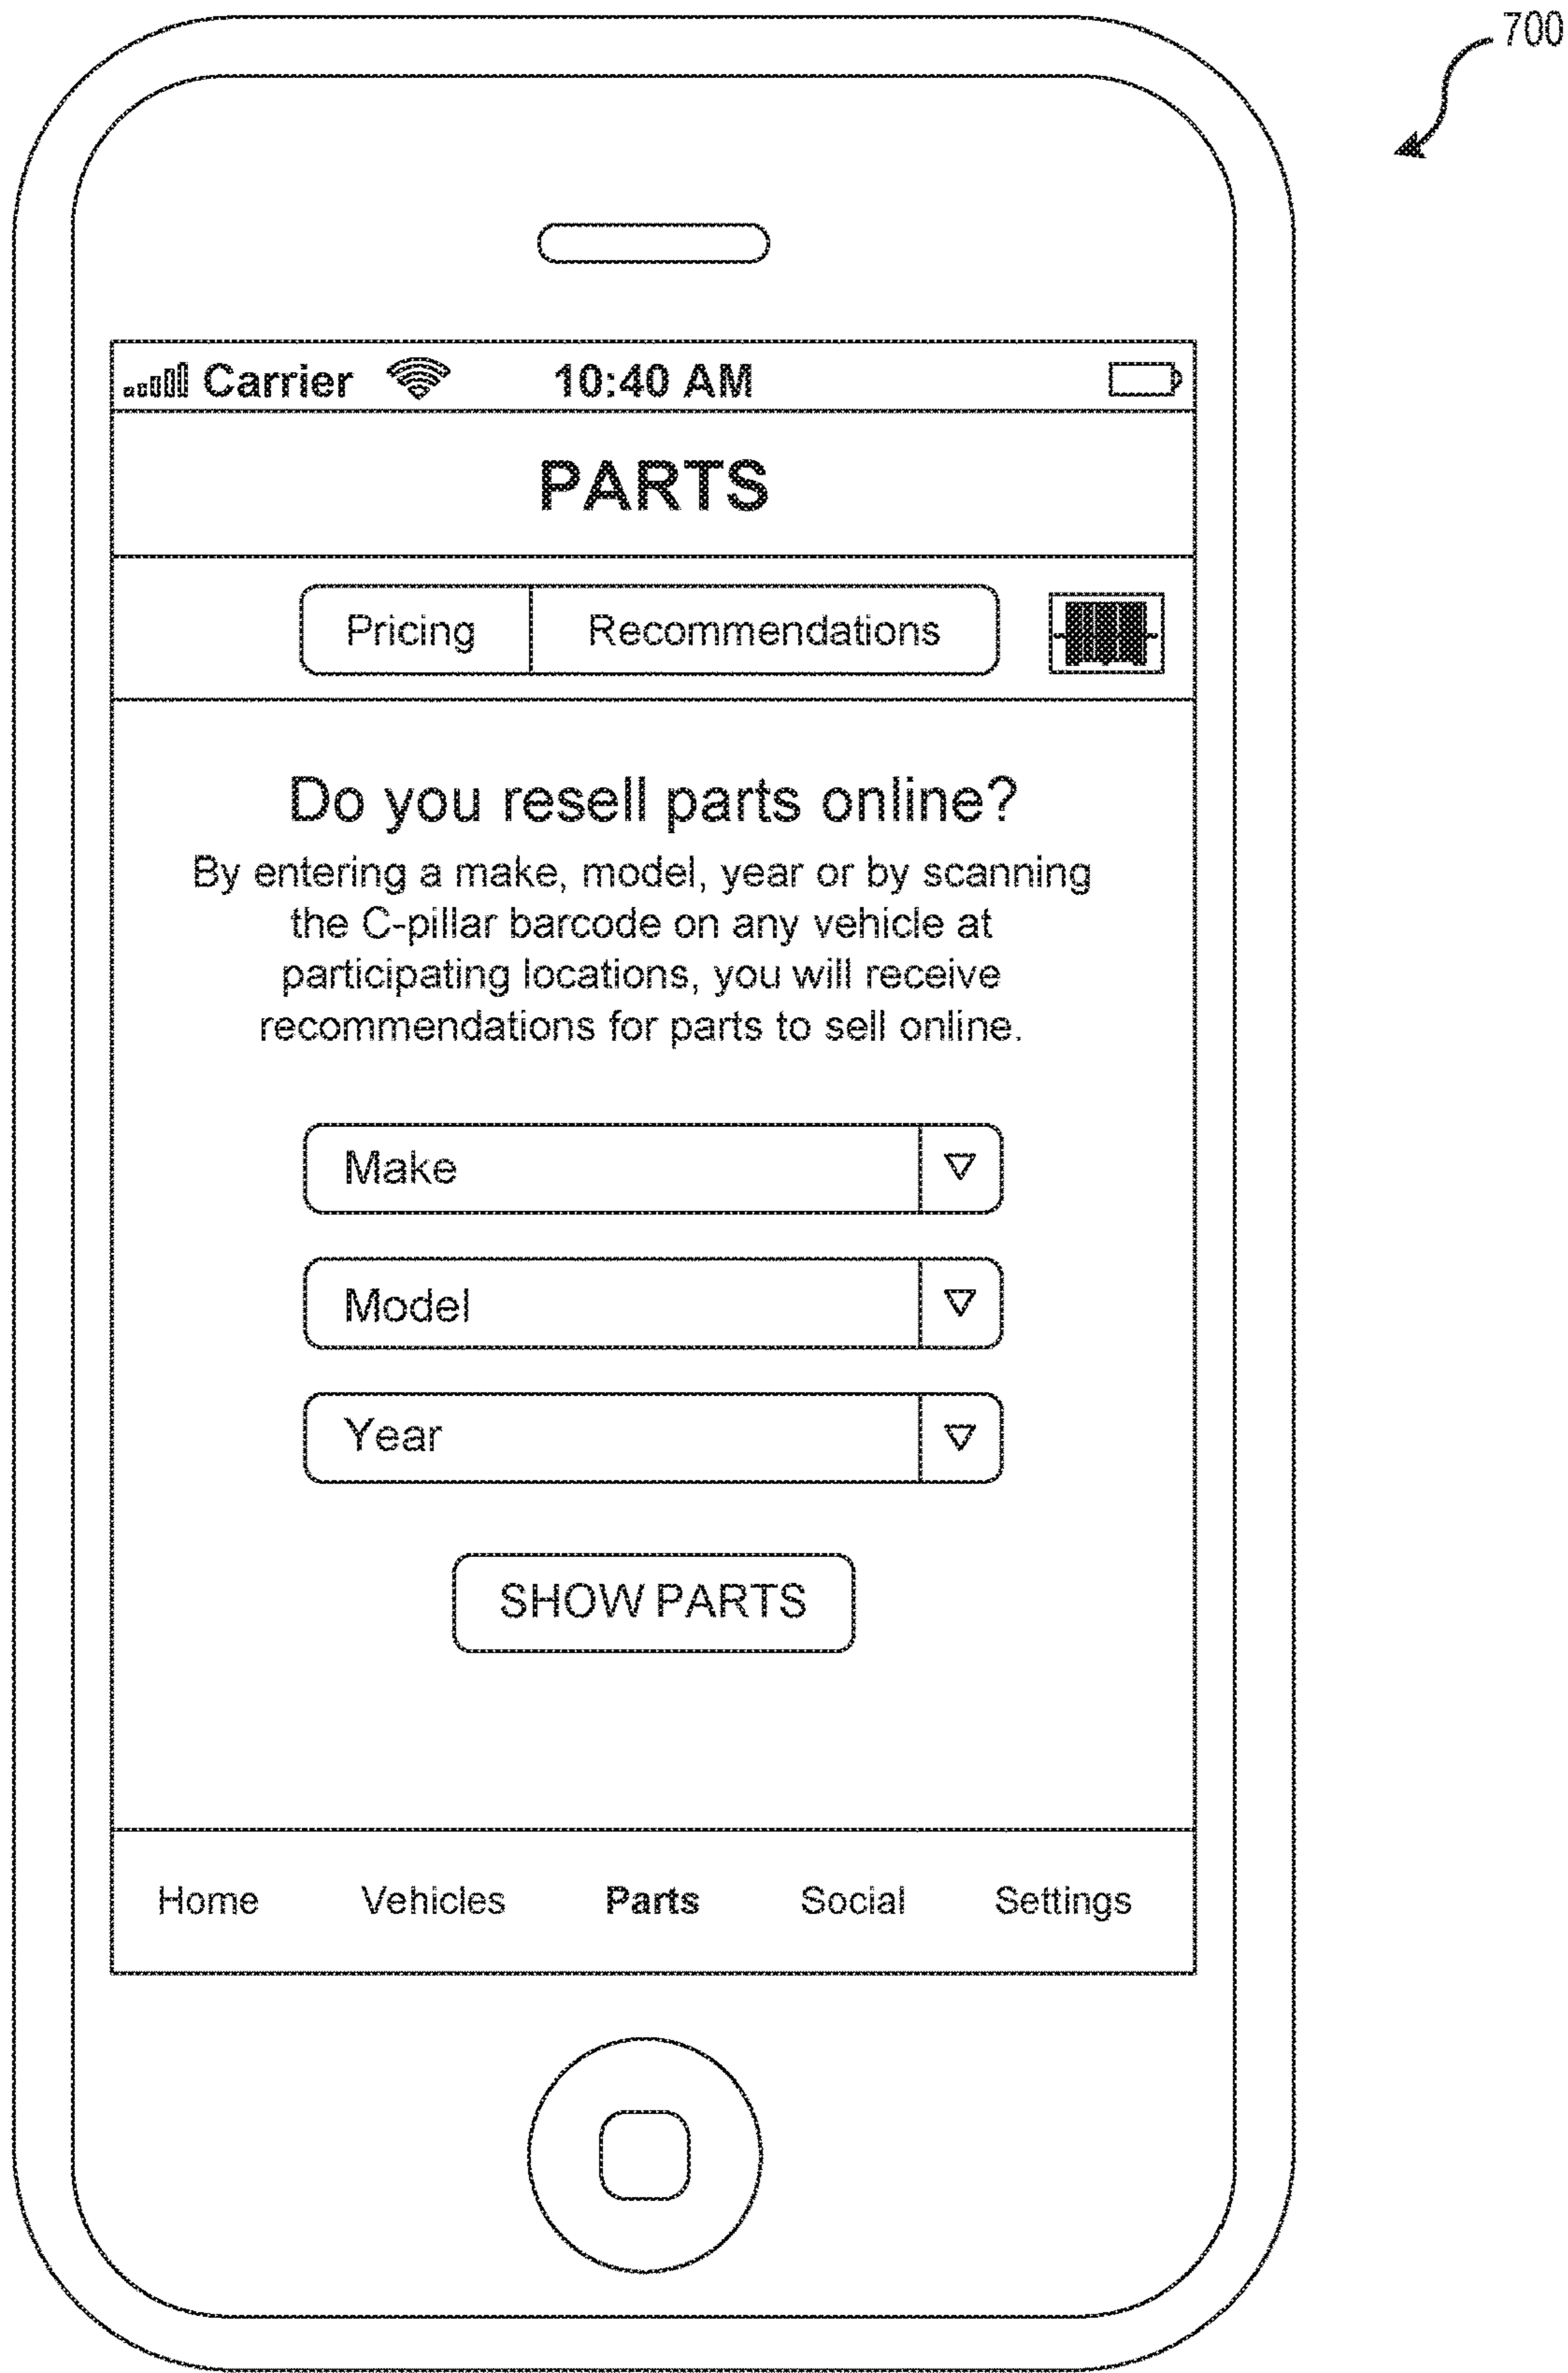 700
Carrier 10:40 AM
PARTS
Pricing Recommendations
Do you resell parts online?
By entering a make, model, year or by scanning
the C-pillar barcode on any vehicle at
participating locations, you will receive
recommendations for parts to sell online.
Make
Model
Year
SHOW PARTS
Home Vehicles Parts Social Settings